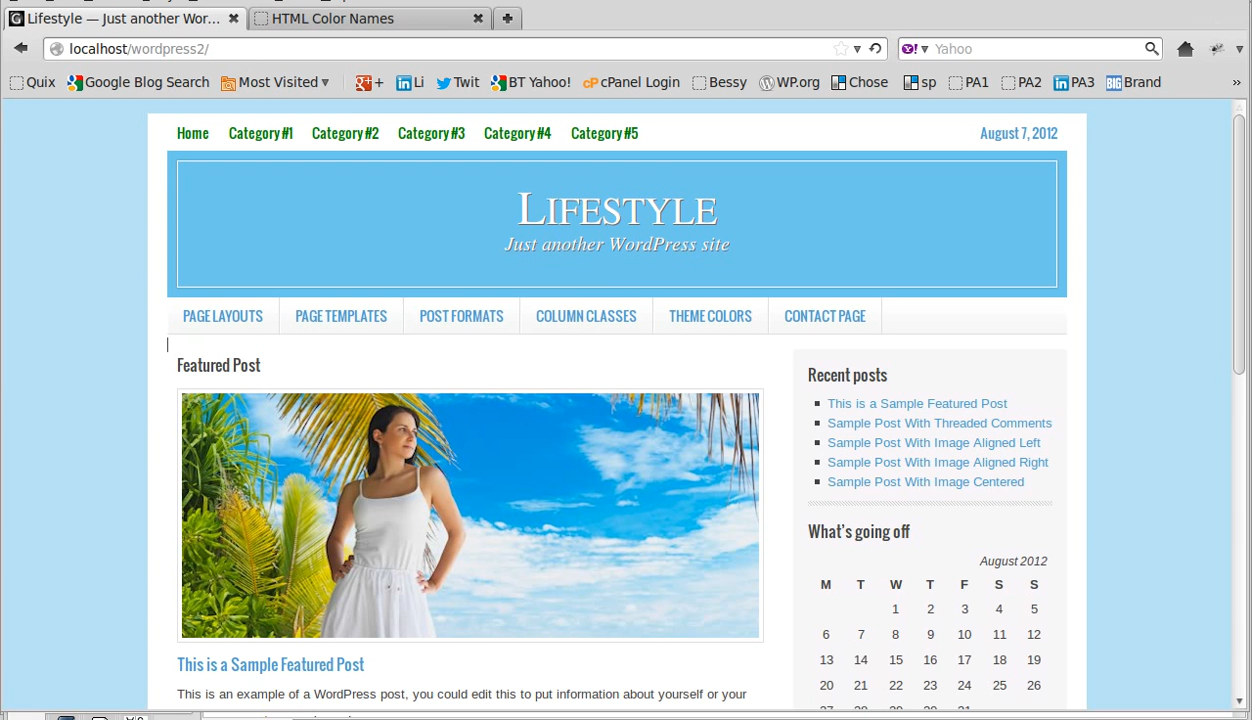 Lifestyle — Just another Wor...
HTML Color Names
localhost/wordpress2/
Yahoo
Quix Google Blog Search Most Visited + Li Twit BT Yahoo! cP cPanel Login Bessy WP.org Chose sp PA1 PA2 PA3 BIG Brand »
Home Category #1 Category #2 Category #3 Category #4 Category #5 August 7, 2012
LIFESTYLE
Just another WordPress site
PAGE LAYOUTS PAGE TEMPLATES POST FORMATS COLUMN CLASSES THEME COLORS CONTACT PAGE
Featured Post
This is a Sample Featured Post
This is an example of a WordPress post, you could edit this to put information about yourself or your
Recent posts
This is a Sample Featured Post
Sample Post With Threaded Comments
Sample Post With Image Aligned Left
Sample Post With Image Aligned Right
Sample Post With Image Centered
What's going off
August 2012
M T W T F S S
1 2 3 4 5
6 7 8 9 10 11 12
13 14 15 16 17 18 19
20 21 22 23 24 25 26